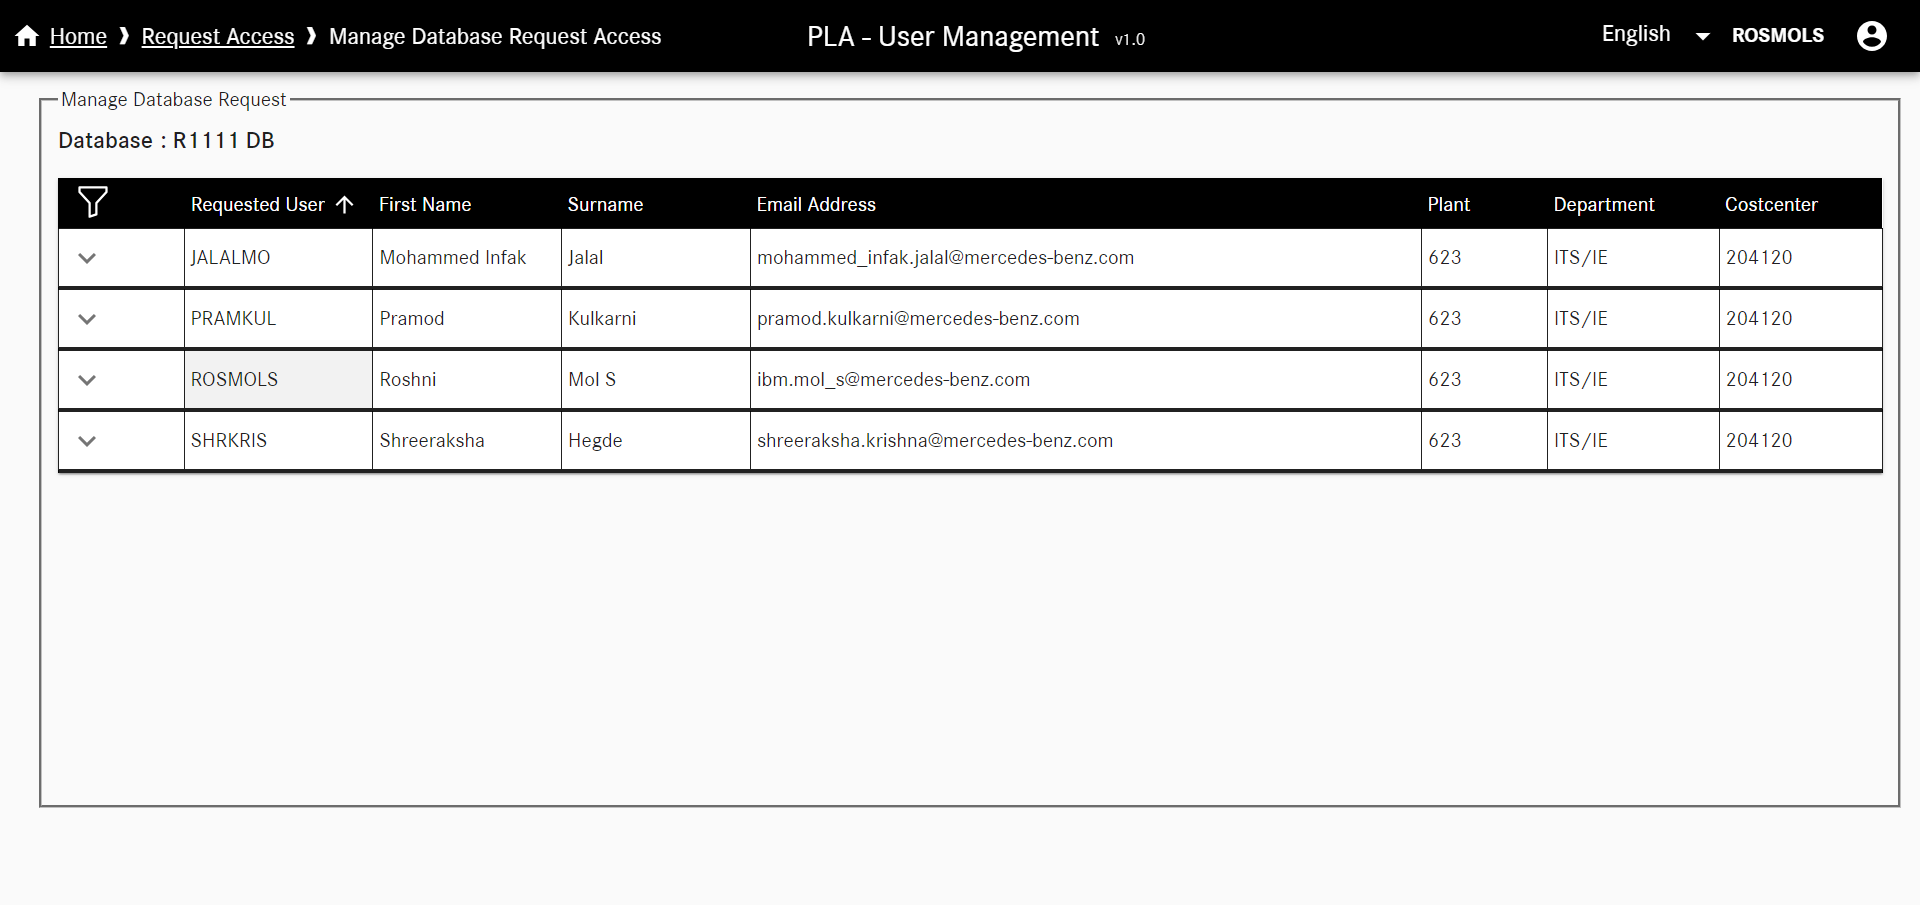 Home ❱ Request Access ❱ Manage Database Request Access PLA - User Management v1.0 English ROSMOLS
Manage Database Request
Database : R1111 DB
Requested User First Name Surname Email Address Plant Department Costcenter
JALALMO Mohammed Infak Jalal mohammed_infak.jalal@mercedes-benz.com 623 ITS/IE 204120
PRAMKUL Pramod Kulkarni pramod.kulkarni@mercedes-benz.com 623 ITS/IE 204120
ROSMOLS Roshni Mol S ibm.mol_s@mercedes-benz.com 623 ITS/IE 204120
SHRKRIS Shreeraksha Hegde shreeraksha.krishna@mercedes-benz.com 623 ITS/IE 204120